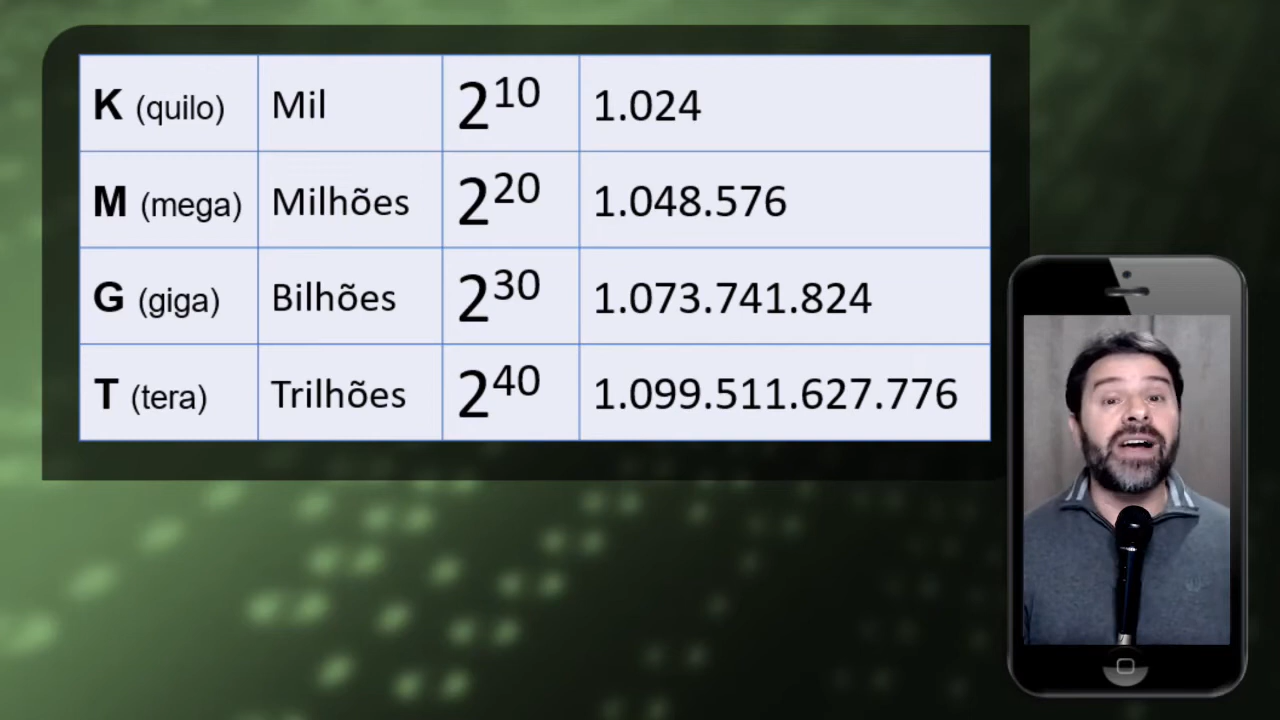 K (quilo) Mil 2¹⁰ 1.024
M (mega) Milhões 2²⁰ 1.048.576
G (giga) Bilhões 2³⁰ 1.073.741.824
T (tera) Trilhões 2⁴⁰ 1.099.511.627.776